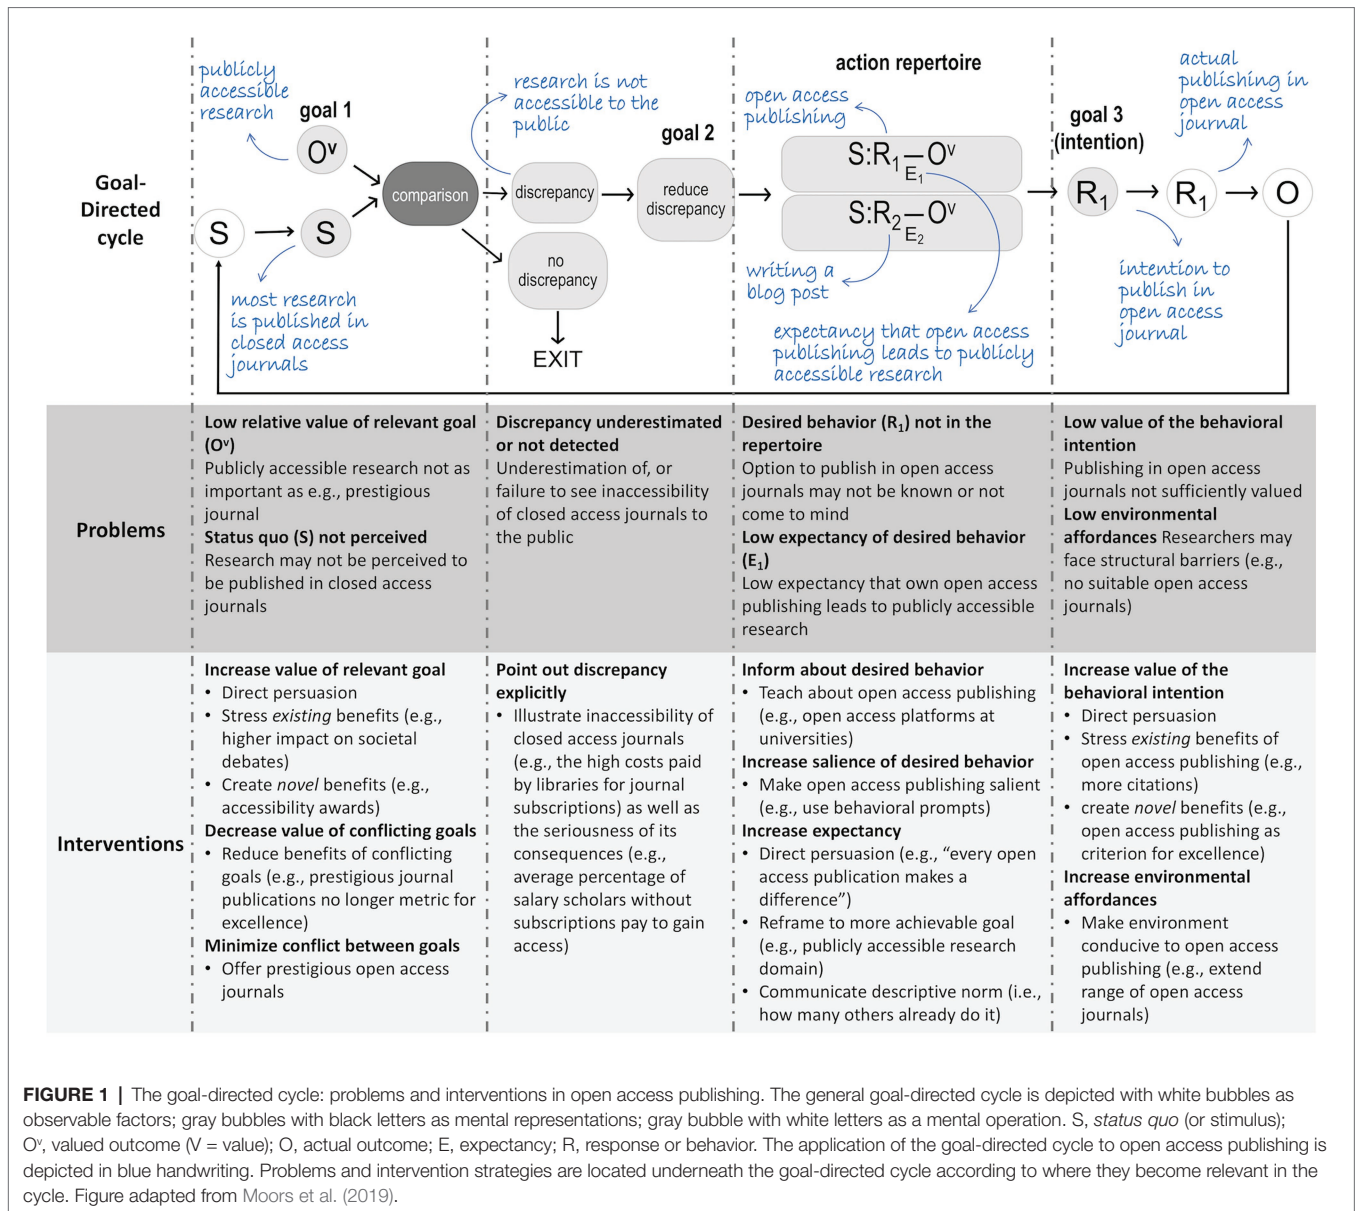 publicly
accessible
research
goal 1
Oᵛ
Goal-
Directed
cycle
S
S
most research
is published in
closed access
journals
comparison
research is not
accessible to the
public
discrepancy
no
discrepancy
EXIT
goal 2
reduce
discrepancy
action repertoire
open access
publishing
S:R₁ – Oᵛ
E₁
S:R₂ – Oᵛ
E₂
writing a
blog post
expectancy that open access
publishing leads to publicly
accessible research
goal 3
(intention)
R₁
intention to
publish in
open access
journal
actual
publishing in
open access
journal
R₁
O
Problems
Low relative value of relevant goal
(Oᵛ)
Publicly accessible research not as
important as e.g., prestigious
journal
Status quo (S) not perceived
Research may not be perceived to
be published in closed access
journals
Discrepancy underestimated
or not detected
Underestimation of, or
failure to see inaccessibility
of closed access journals to
the public
Desired behavior (R₁) not in the
repertoire
Option to publish in open access
journals may not be known or not
come to mind
Low expectancy of desired behavior
(E₁)
Low expectancy that own open access
publishing leads to publicly accessible
research
Low value of the behavioral
intention
Publishing in open access
journals not sufficiently valued
Low environmental
affordances Researchers may
face structural barriers (e.g.,
no suitable open access
journals)
Interventions
Increase value of relevant goal
• Direct persuasion
• Stress existing benefits (e.g.,
higher impact on societal
debates)
• Create novel benefits (e.g.,
accessibility awards)
Decrease value of conflicting goals
• Reduce benefits of conflicting
goals (e.g., prestigious journal
publications no longer metric for
excellence)
Minimize conflict between goals
• Offer prestigious open access
journals
Point out discrepancy
explicitly
• Illustrate inaccessibility of
closed access journals
(e.g., the high costs paid
by libraries for journal
subscriptions) as well as
the seriousness of its
consequences (e.g.,
average percentage of
salary scholars without
subscriptions pay to gain
access)
Inform about desired behavior
• Teach about open access publishing
(e.g., open access platforms at
universities)
Increase salience of desired behavior
• Make open access publishing salient
(e.g., use behavioral prompts)
Increase expectancy
• Direct persuasion (e.g., “every open
access publication makes a
difference”)
• Reframe to more achievable goal
(e.g., publicly accessible research
domain)
• Communicate descriptive norm (i.e.,
how many others already do it)
Increase value of the
behavioral intention
• Direct persuasion
• Stress existing benefits of
open access publishing (e.g.,
more citations)
• create novel benefits (e.g.,
open access publishing as
criterion for excellence)
Increase environmental
affordances
• Make environment
conducive to open access
publishing (e.g., extend
range of open access
journals)
FIGURE 1 | The goal-directed cycle: problems and interventions in open access publishing. The general goal-directed cycle is depicted with white bubbles as
observable factors; gray bubbles with black letters as mental representations; gray bubble with white letters as a mental operation. S, status quo (or stimulus);
Oᵛ, valued outcome (V = value); O, actual outcome; E, expectancy; R, response or behavior. The application of the goal-directed cycle to open access publishing is
depicted in blue handwriting. Problems and intervention strategies are located underneath the goal-directed cycle according to where they become relevant in the
cycle. Figure adapted from Moors et al. (2019).